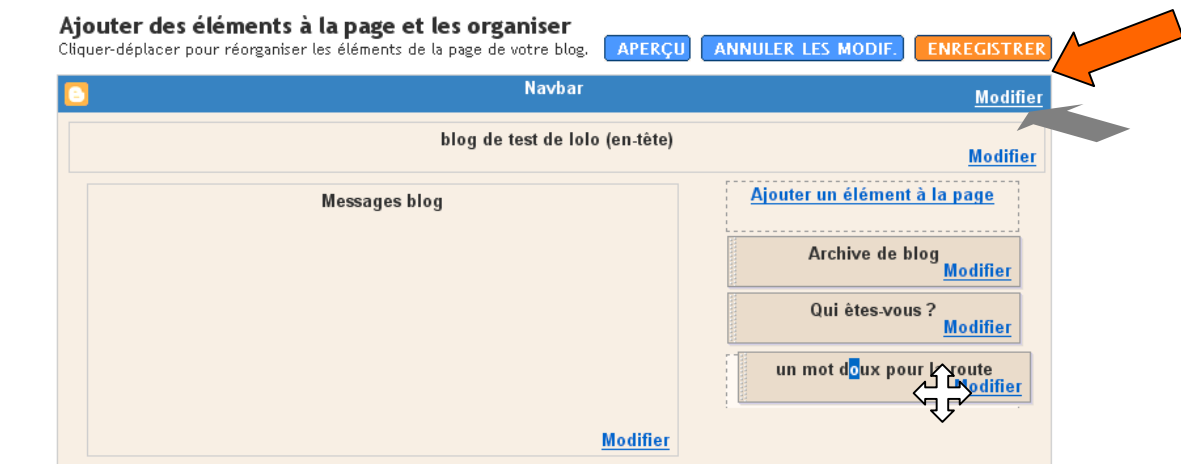 Ajouter des éléments à la page et les organiser
Cliquer-déplacer pour réorganiser les éléments de la page de votre blog.
APERÇU
ANNULER LES MODIF.
ENREGISTRER
Navbar
Modifier
blog de test de lolo (en-tête)
Modifier
Messages blog
Modifier
Ajouter un élément à la page
Archive de blog
Modifier
Qui êtes-vous ?
Modifier
un mot doux pour la route
Modifier